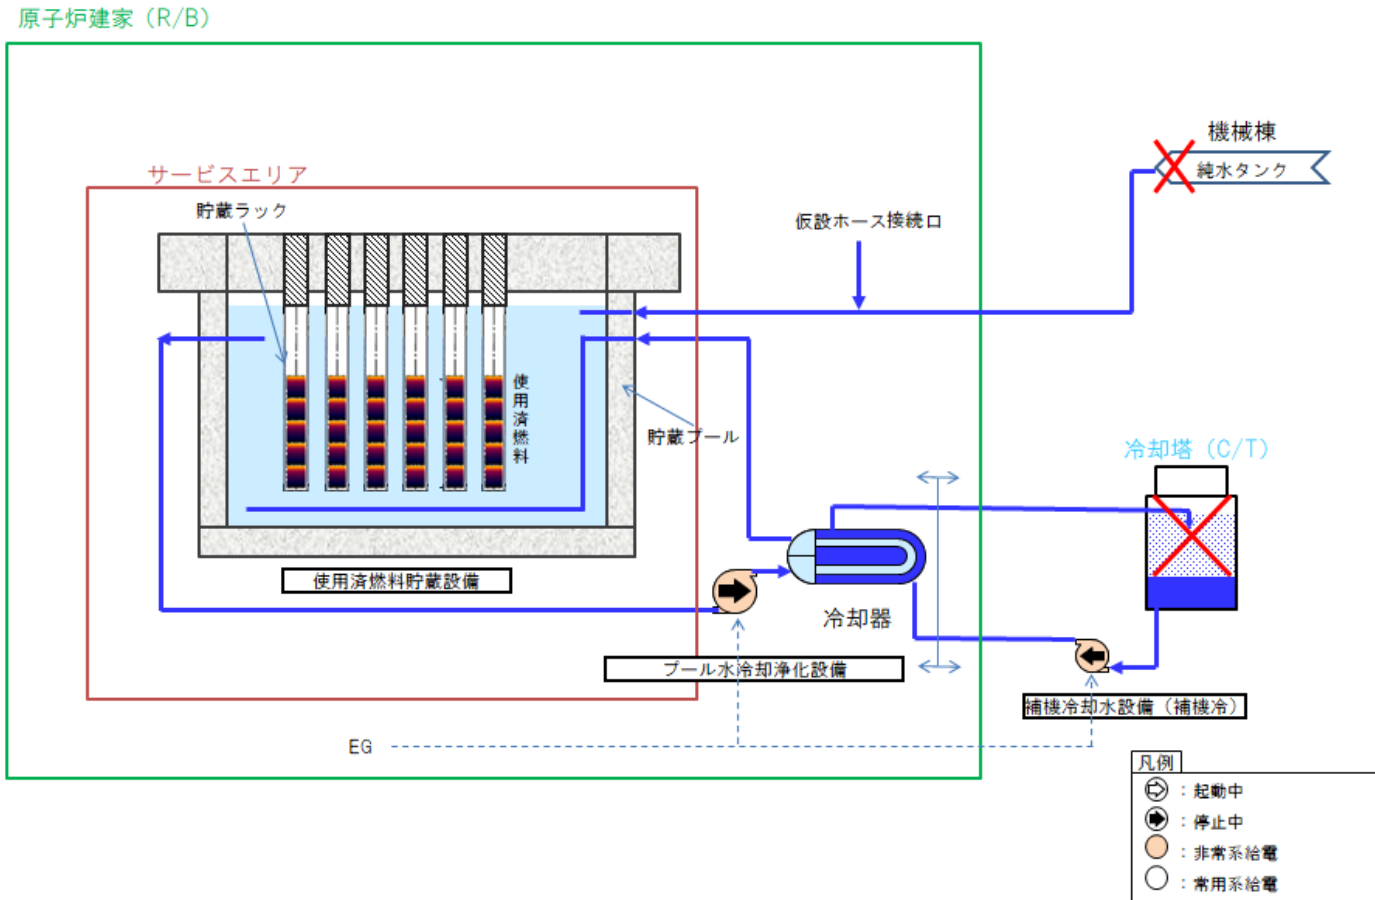 原子炉建家（R/B）
機械棟
純水タンク
サービスエリア
貯蔵ラック
仮設ホース接続口
使用済燃料
貯蔵プール
冷却塔（C/T）
使用済燃料貯蔵設備
冷却器
プール水冷却浄化設備
補機冷却水設備（補機冷）
EG
凡例
：起動中
：停止中
：非常系給電
：常用系給電